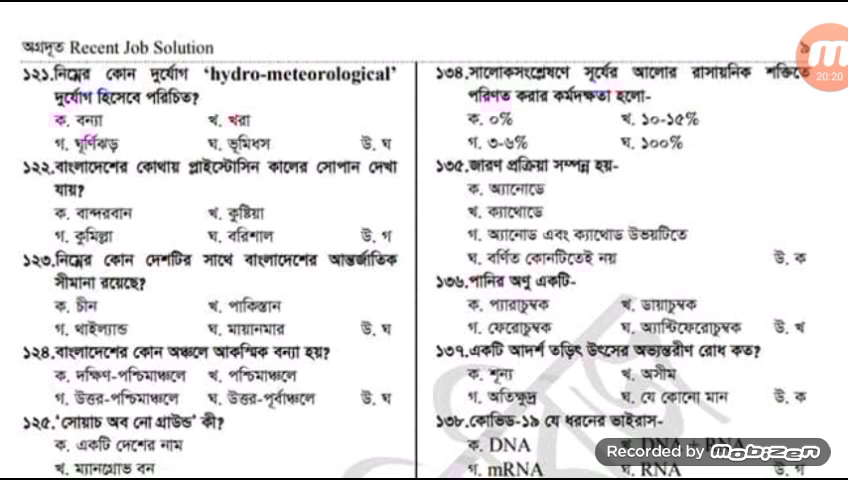 অগ্রদূত Recent Job Solution
৯
১২১.নিম্নের কোন দুর্যোগ ‘hydro-meteorological’
দুর্যোগ হিসেবে পরিচিত?
ক. বন্যা খ. খরা
গ. ঘূর্ণিঝড় ঘ. ভূমিধস উ. ঘ
১২২.বাংলাদেশের কোথায় প্লাইস্টোসিন কালের সোপান দেখা
যায়?
ক. বান্দরবান খ. কুষ্টিয়া
গ. কুমিল্লা ঘ. বরিশাল উ. গ
১২৩.নিম্নের কোন দেশটির সাথে বাংলাদেশের আন্তর্জাতিক
সীমানা রয়েছে?
ক. চীন খ. পাকিস্তান
গ. থাইল্যান্ড ঘ. মায়ানমার উ. ঘ
১২৪.বাংলাদেশের কোন অঞ্চলে আকস্মিক বন্যা হয়?
ক. দক্ষিণ-পশ্চিমাঞ্চলে খ. পশ্চিমাঞ্চলে
গ. উত্তর-পশ্চিমাঞ্চলে ঘ. উত্তর-পূর্বাঞ্চলে উ. ঘ
১২৫.‘সোয়াচ অব নো গ্রাউন্ড’ কী?
ক. একটি দেশের নাম
খ. ম্যানগ্রোভ বন
১৩৪.সালোকসংশ্লেষণে সূর্যের আলোর রাসায়নিক শক্তিতে
পরিণত করার কর্মদক্ষতা হলো-
ক. ০% খ. ১০-১৫%
গ. ৩-৬% ঘ. ১০০%
১৩৫.জারণ প্রক্রিয়া সম্পন্ন হয়-
ক. অ্যানোডে
খ. ক্যাথোডে
গ. অ্যানোড এবং ক্যাথোড উভয়টিতে
ঘ. বর্ণিত কোনটিতেই নয় উ. ক
১৩৬.পানির অণু একটি-
ক. প্যারাচুম্বক খ. ডায়াচুম্বক
গ. ফেরোচুম্বক ঘ. অ্যান্টিফেরোচুম্বক উ. খ
১৩৭.একটি আদর্শ তড়িৎ উৎসের অভ্যন্তরীণ রোধ কত?
ক. শূন্য খ. অসীম
গ. অতিক্ষুদ্র ঘ. যে কোনো মান উ. ক
১৩৮.কোভিড-১৯ যে ধরনের ভাইরাস-
ক. DNA খ. DNA + RNA
গ. mRNA ঘ. RNA উ. গ
20:20
Recorded by Mobizen